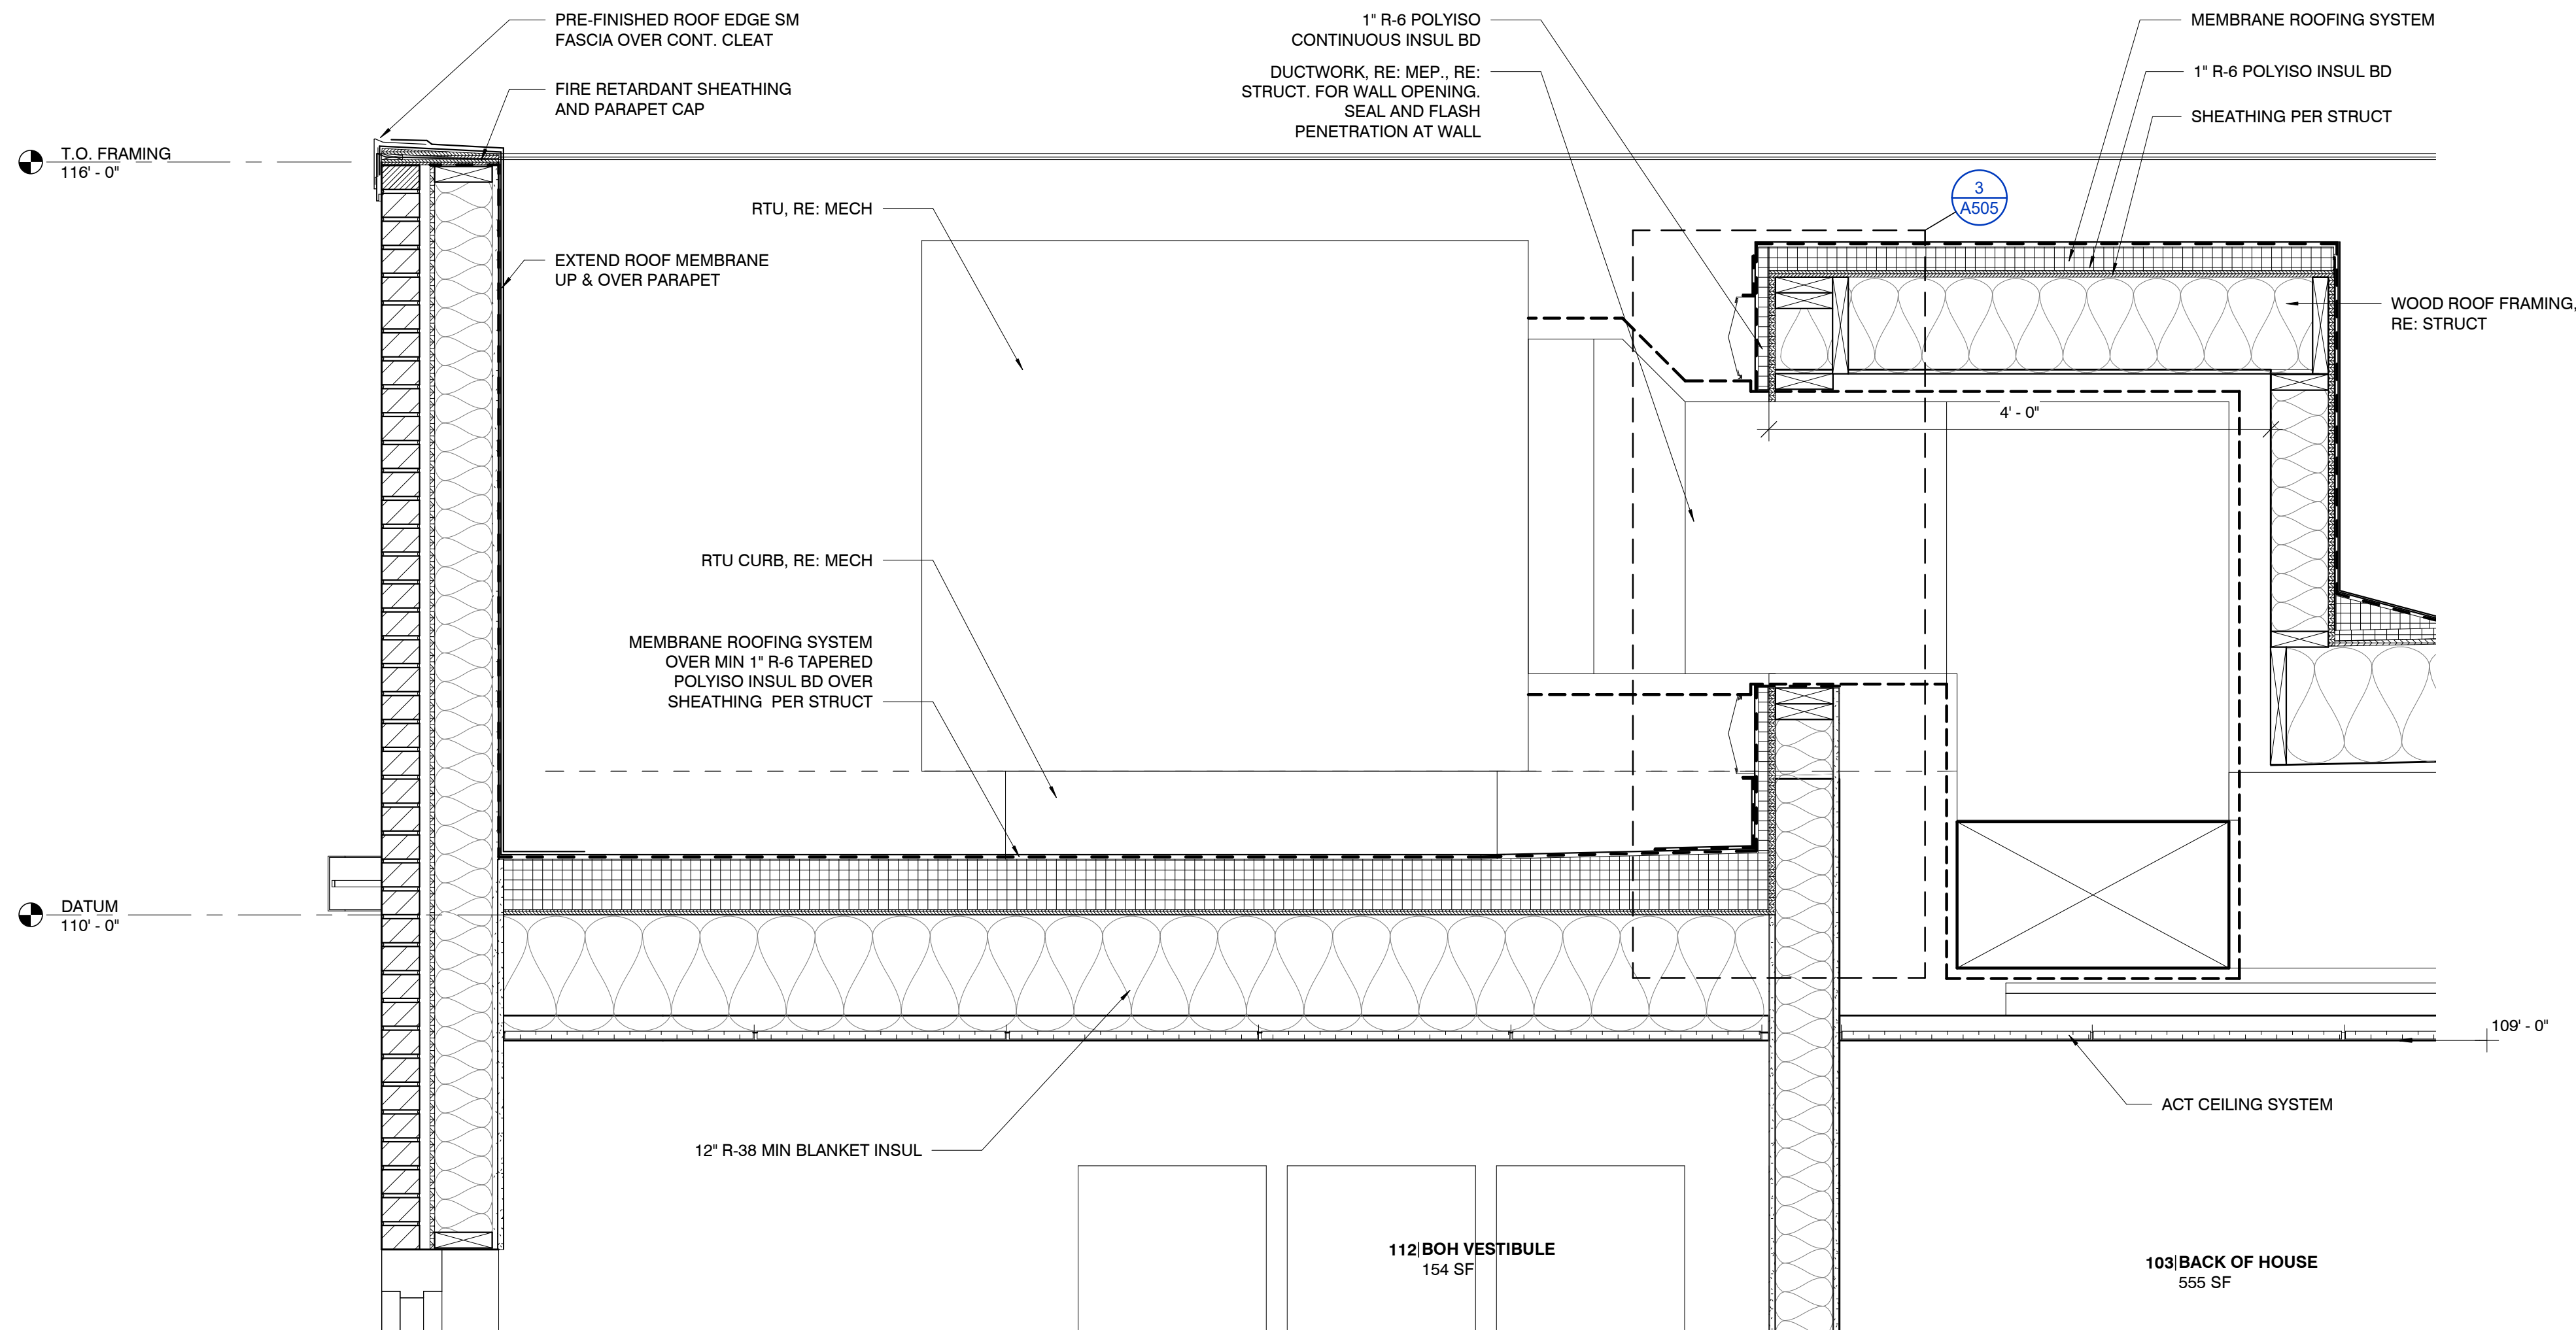 PRE-FINISHED ROOF EDGE SM
FASCIA OVER CONT. CLEAT
FIRE RETARDANT SHEATHING
AND PARAPET CAP
1" R-6 POLYISO
CONTINUOUS INSUL BD
DUCTWORK, RE: MEP., RE:
STRUCT. FOR WALL OPENING.
SEAL AND FLASH
PENETRATION AT WALL
MEMBRANE ROOFING SYSTEM
1" R-6 POLYISO INSUL BD
SHEATHING PER STRUCT
T.O. FRAMING
116' - 0"
3
A505
RTU, RE: MECH
EXTEND ROOF MEMBRANE
UP & OVER PARAPET
WOOD ROOF FRAMING,
RE: STRUCT
4' - 0"
RTU CURB, RE: MECH
MEMBRANE ROOFING SYSTEM
OVER MIN 1" R-6 TAPERED
POLYISO INSUL BD OVER
SHEATHING PER STRUCT
DATUM
110' - 0"
109' - 0"
ACT CEILING SYSTEM
12" R-38 MIN BLANKET INSUL
112 BOH VESTIBULE
154 SF
103 BACK OF HOUSE
555 SF